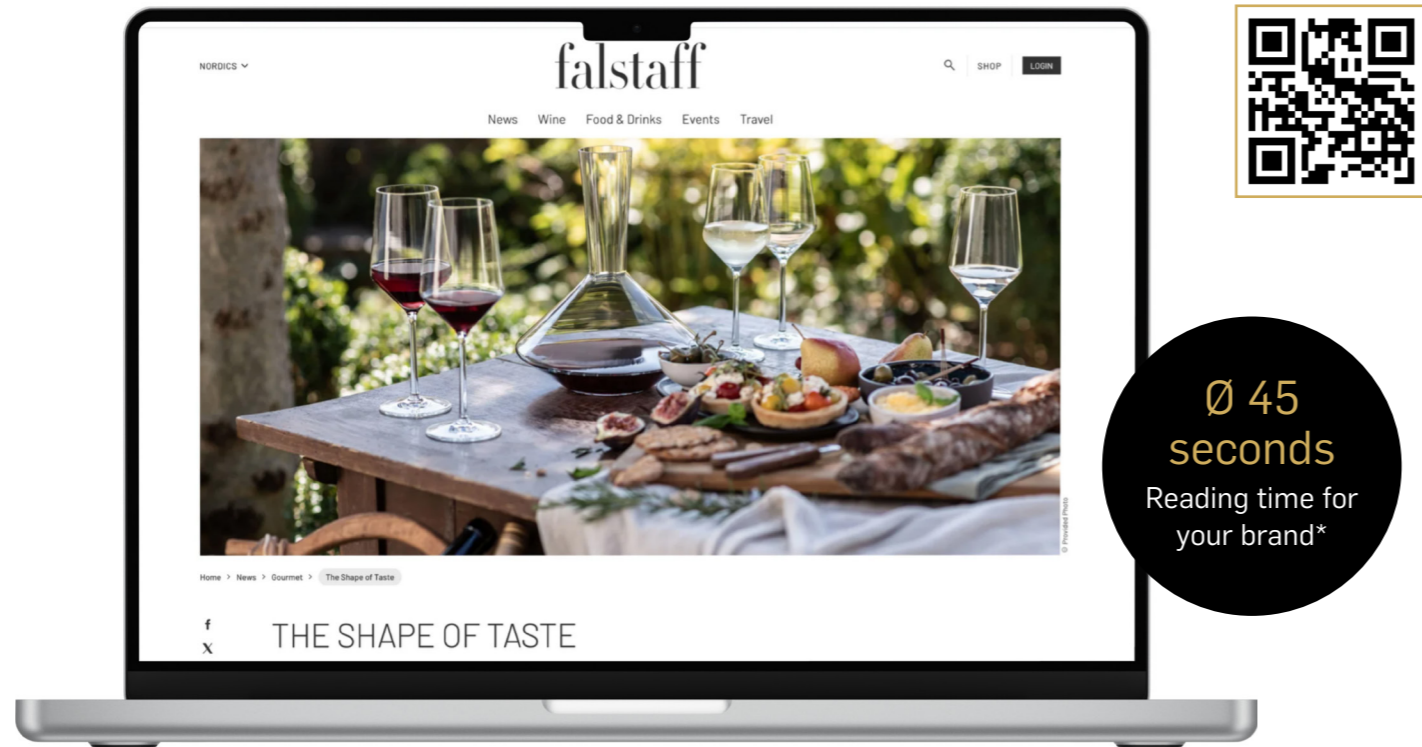 NORDICS
falstaff
SHOP
LOGIN
News Wine Food & Drinks Events Travel
© Provided Photo
Home > News > Gourmet > The Shape of Taste
f
X
THE SHAPE OF TASTE
Ø 45
seconds
Reading time for
your brand*